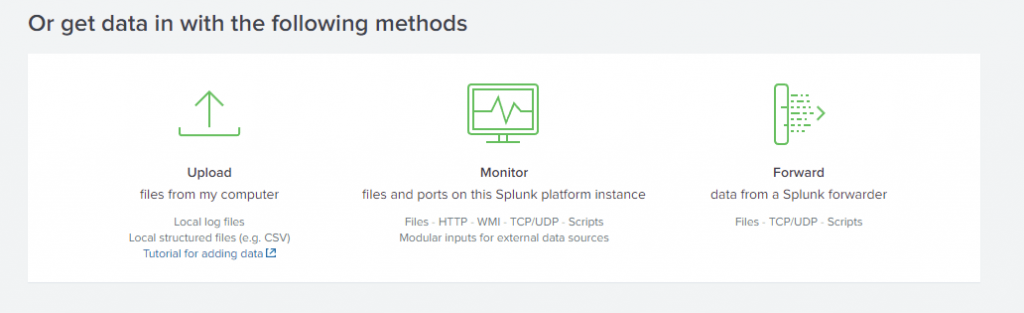 Or get data in with the following methods
Upload
files from my computer
Local log files
Local structured files (e.g. CSV)
Tutorial for adding data
Monitor
files and ports on this Splunk platform instance
Files - HTTP - WMI - TCP/UDP - Scripts
Modular inputs for external data sources
Forward
data from a Splunk forwarder
Files - TCP/UDP - Scripts